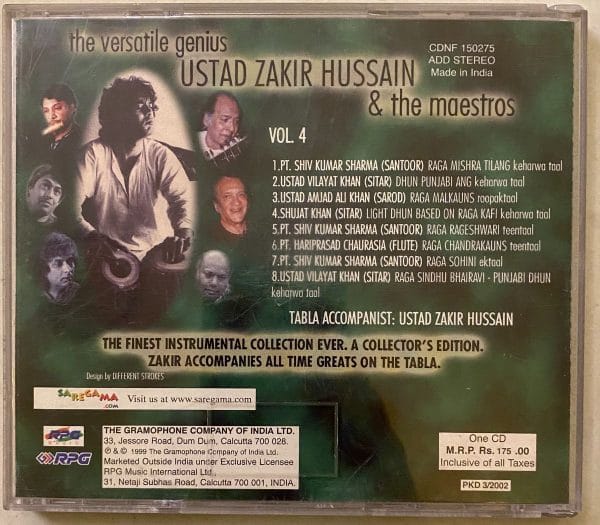 the versatile genius
USTAD ZAKIR HUSSAIN
& the maestros
CDNF 150275
ADD STEREO
Made in India
VOL. 4
1.PT. SHIV KUMAR SHARMA (SANTOOR) RAGA MISHRA TILANG keharwa taal
2.USTAD VILAYAT KHAN (SITAR) DHUN PUNJABI ANG keharwa taal
3.USTAD AMJAD ALI KHAN (SAROD) RAGA MALKAUNS roopaktaal
4.SHUJAT KHAN (SITAR) LIGHT DHUN BASED ON RAGA KAFI keharwa taal
5.PT. SHIV KUMAR SHARMA (SANTOOR) RAGA RAGESHWARI teentaal
6.PT. HARIPRASAD CHAURASIA (FLUTE) RAGA CHANDRAKAUNS teentaal
7.PT. SHIV KUMAR SHARMA (SANTOOR) RAGA SOHINI ektaal
8.USTAD VILAYAT KHAN (SITAR) RAGA SINDHU BHAIRAVI - PUNJABI DHUN
keharwa taal
TABLA ACCOMPANIST: USTAD ZAKIR HUSSAIN
THE FINEST INSTRUMENTAL COLLECTION EVER. A COLLECTOR'S EDITION.
ZAKIR ACCOMPANIES ALL TIME GREATS ON THE TABLA.
Design by DIFFERENT STROKES
SAREGAMA
.COM
Visit us at www.saregama.com
RPG
MUSIC
RPG
THE GRAMOPHONE COMPANY OF INDIA LTD.
33, Jessore Road, Dum Dum, Calcutta 700 028.
℗ & © 1999 The Gramophone Company of India Ltd.
Marketed Outside India under Exclusive Licensee
RPG Music International Ltd.,
31, Netaji Subhas Road, Calcutta 700 001, INDIA.
One CD
M.R.P. Rs. 175 .00
Inclusive of all Taxes
PKD 3/2002